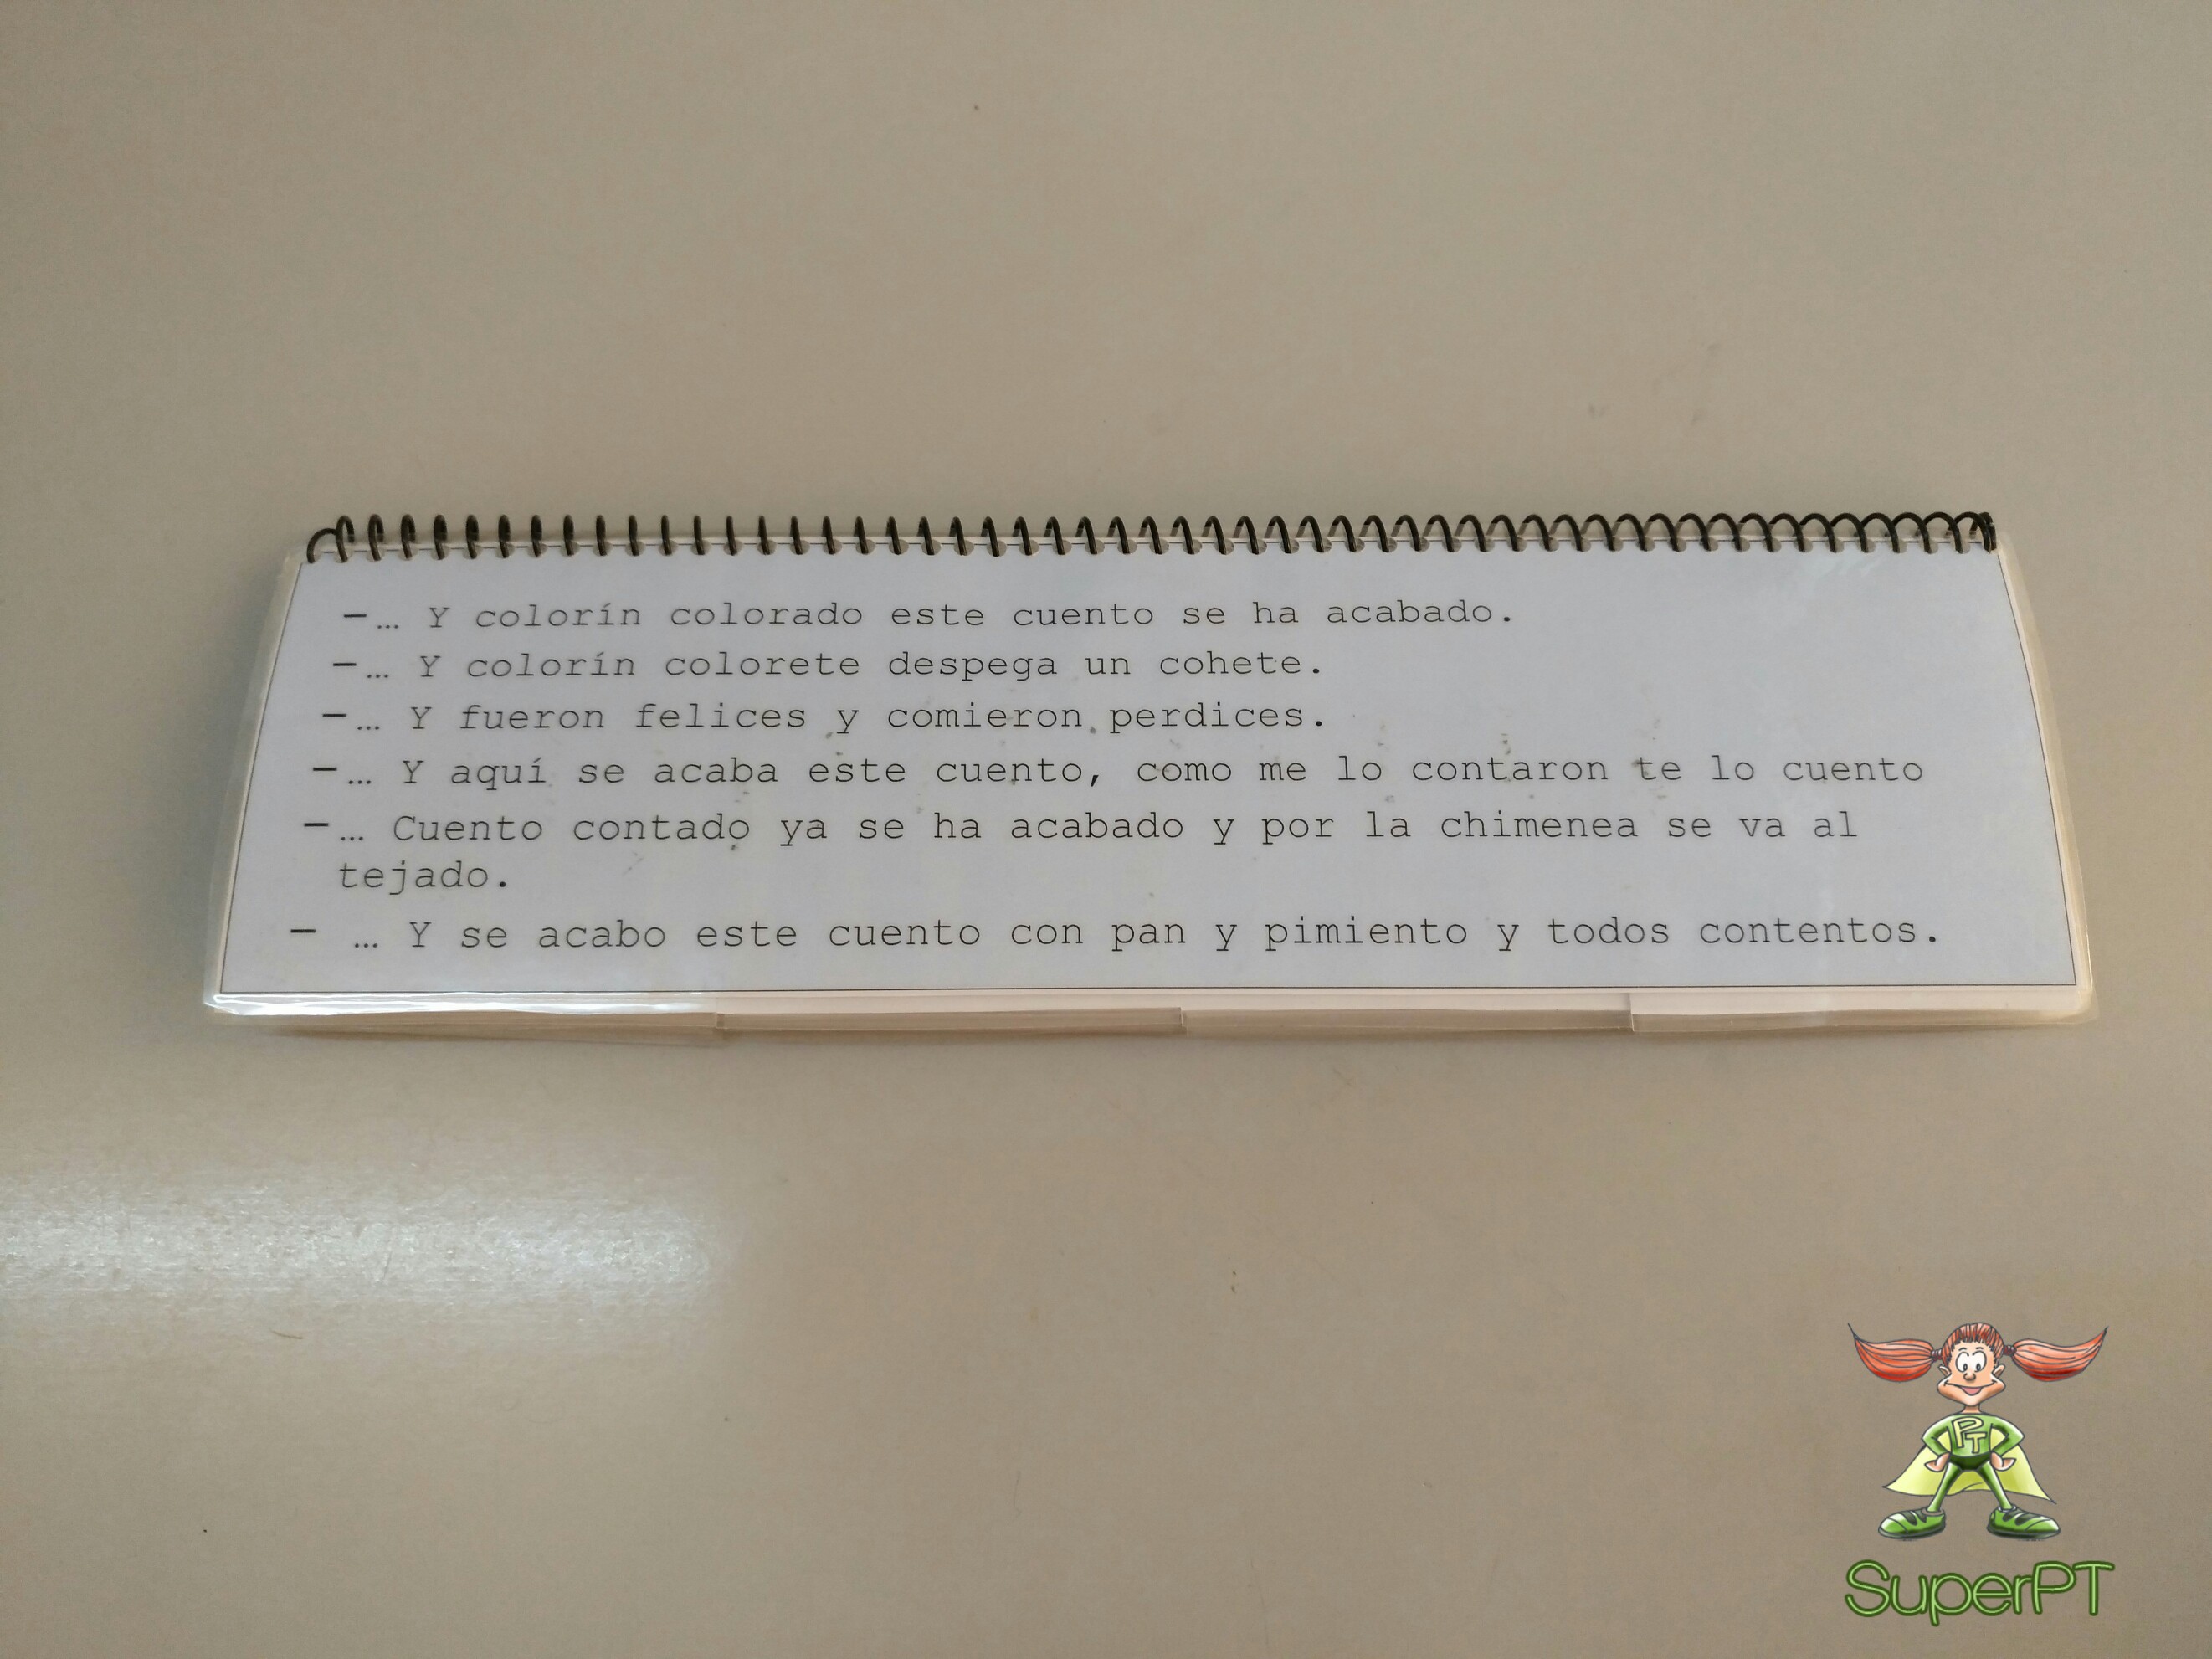 —… Y colorín colorado este cuento se ha acabado.
—… Y colorín colorete despega un cohete.
—… Y fueron felices y comieron perdices.
—… Y aquí se acaba este cuento, como me lo contaron te lo cuento
—… Cuento contado ya se ha acabado y por la chimenea se va al
tejado.
— … Y se acabo este cuento con pan y pimiento y todos contentos.
PT
SuperPT